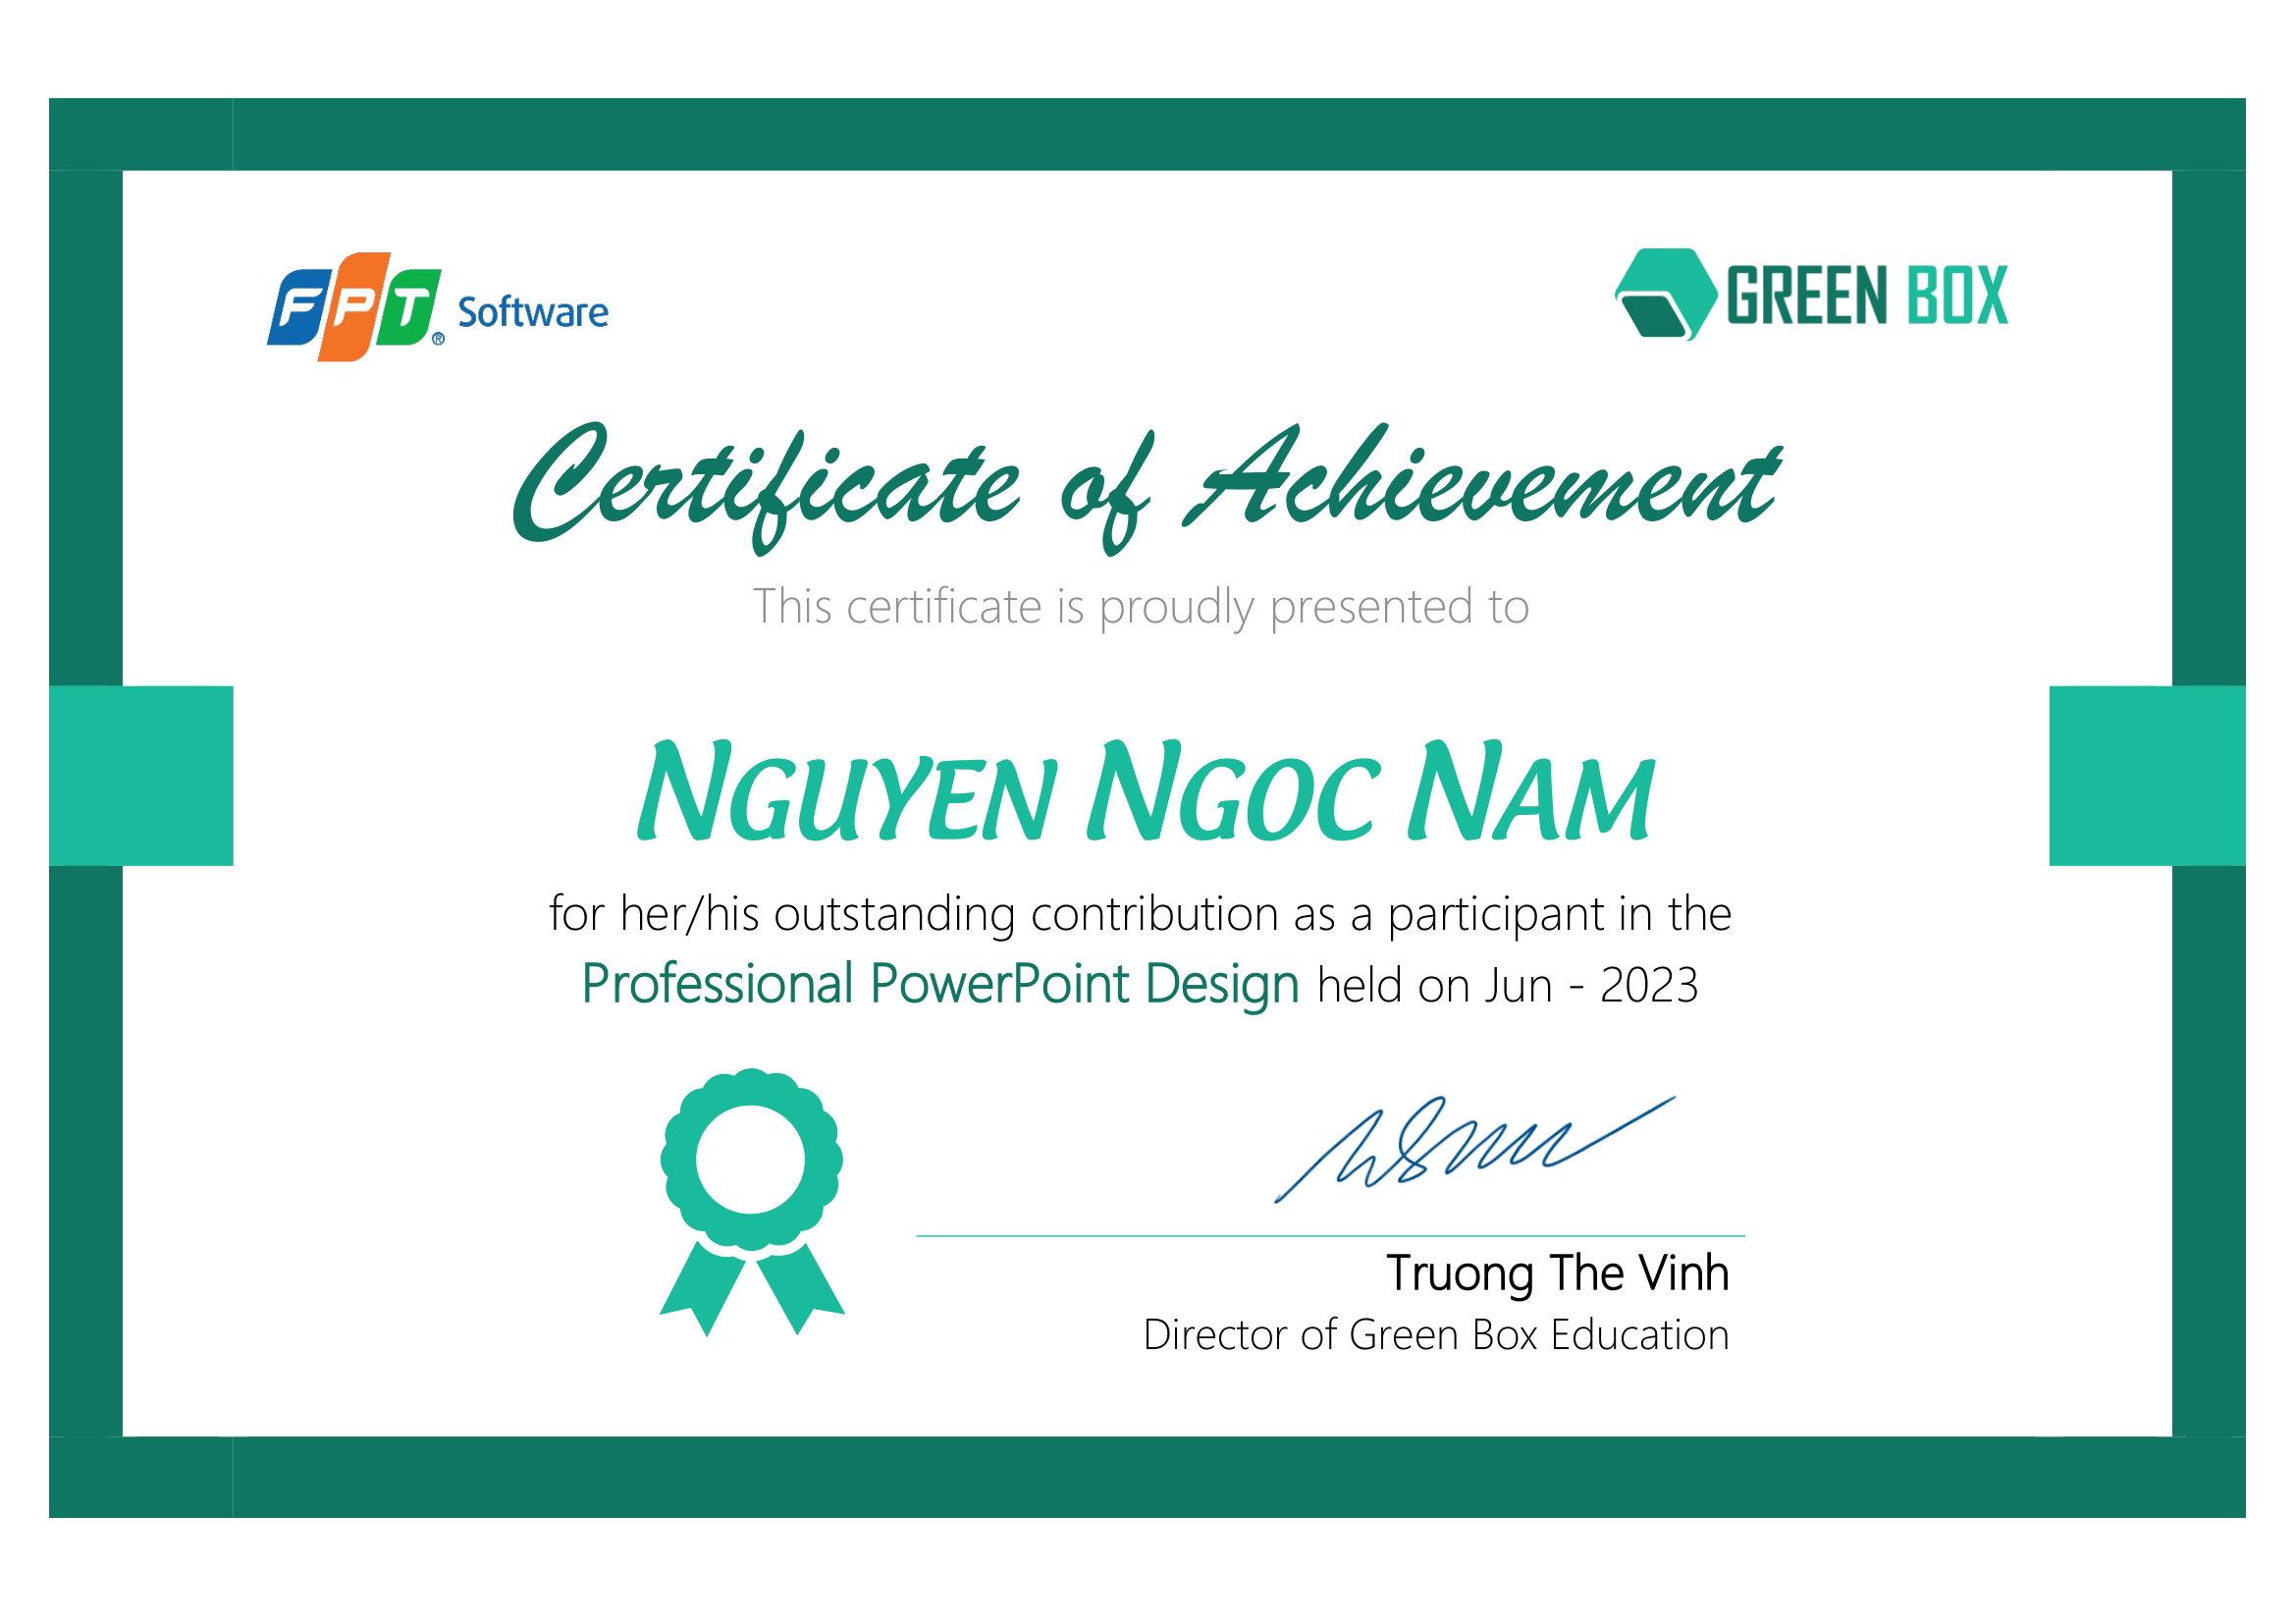 FPT® Software
GREEN BOX
Certificate of Achievement
This certificate is proudly presented to
NGUYEN NGOC NAM
for her/his outstanding contribution as a participant in the
Professional PowerPoint Design held on Jun - 2023
Truong The Vinh
Director of Green Box Education